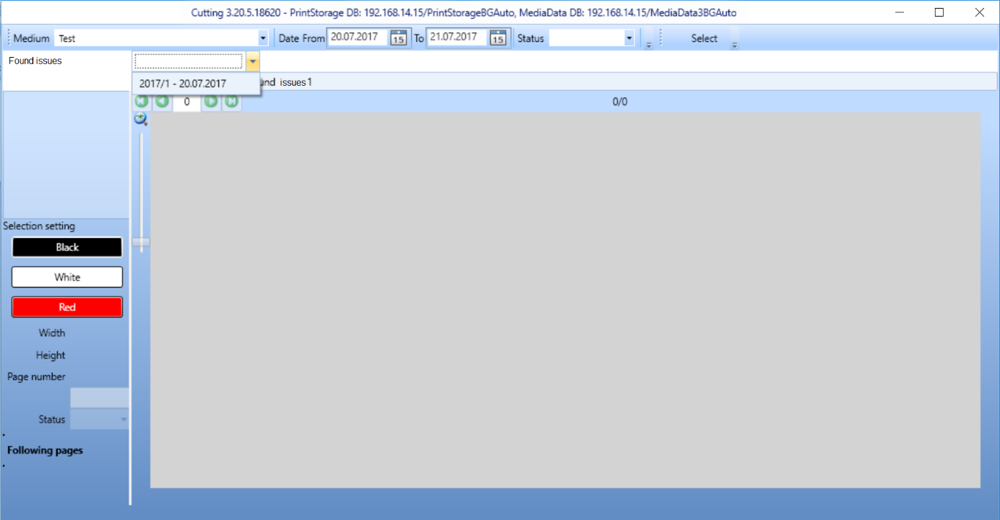 Cutting 3.20.5.18620 - PrintStorage DB: 192.168.14.15/PrintStorageBGAuto, MediaData DB: 192.168.14.15/MediaData3BGAuto
Medium Test Date From 20.07.2017 15 To 21.07.2017 15 Status Select
Found issues
2017/1 - 20.07.2017 und issues 1
0 0/0
Selection setting
Black
White
Red
Width
Height
Page number
Status
Following pages